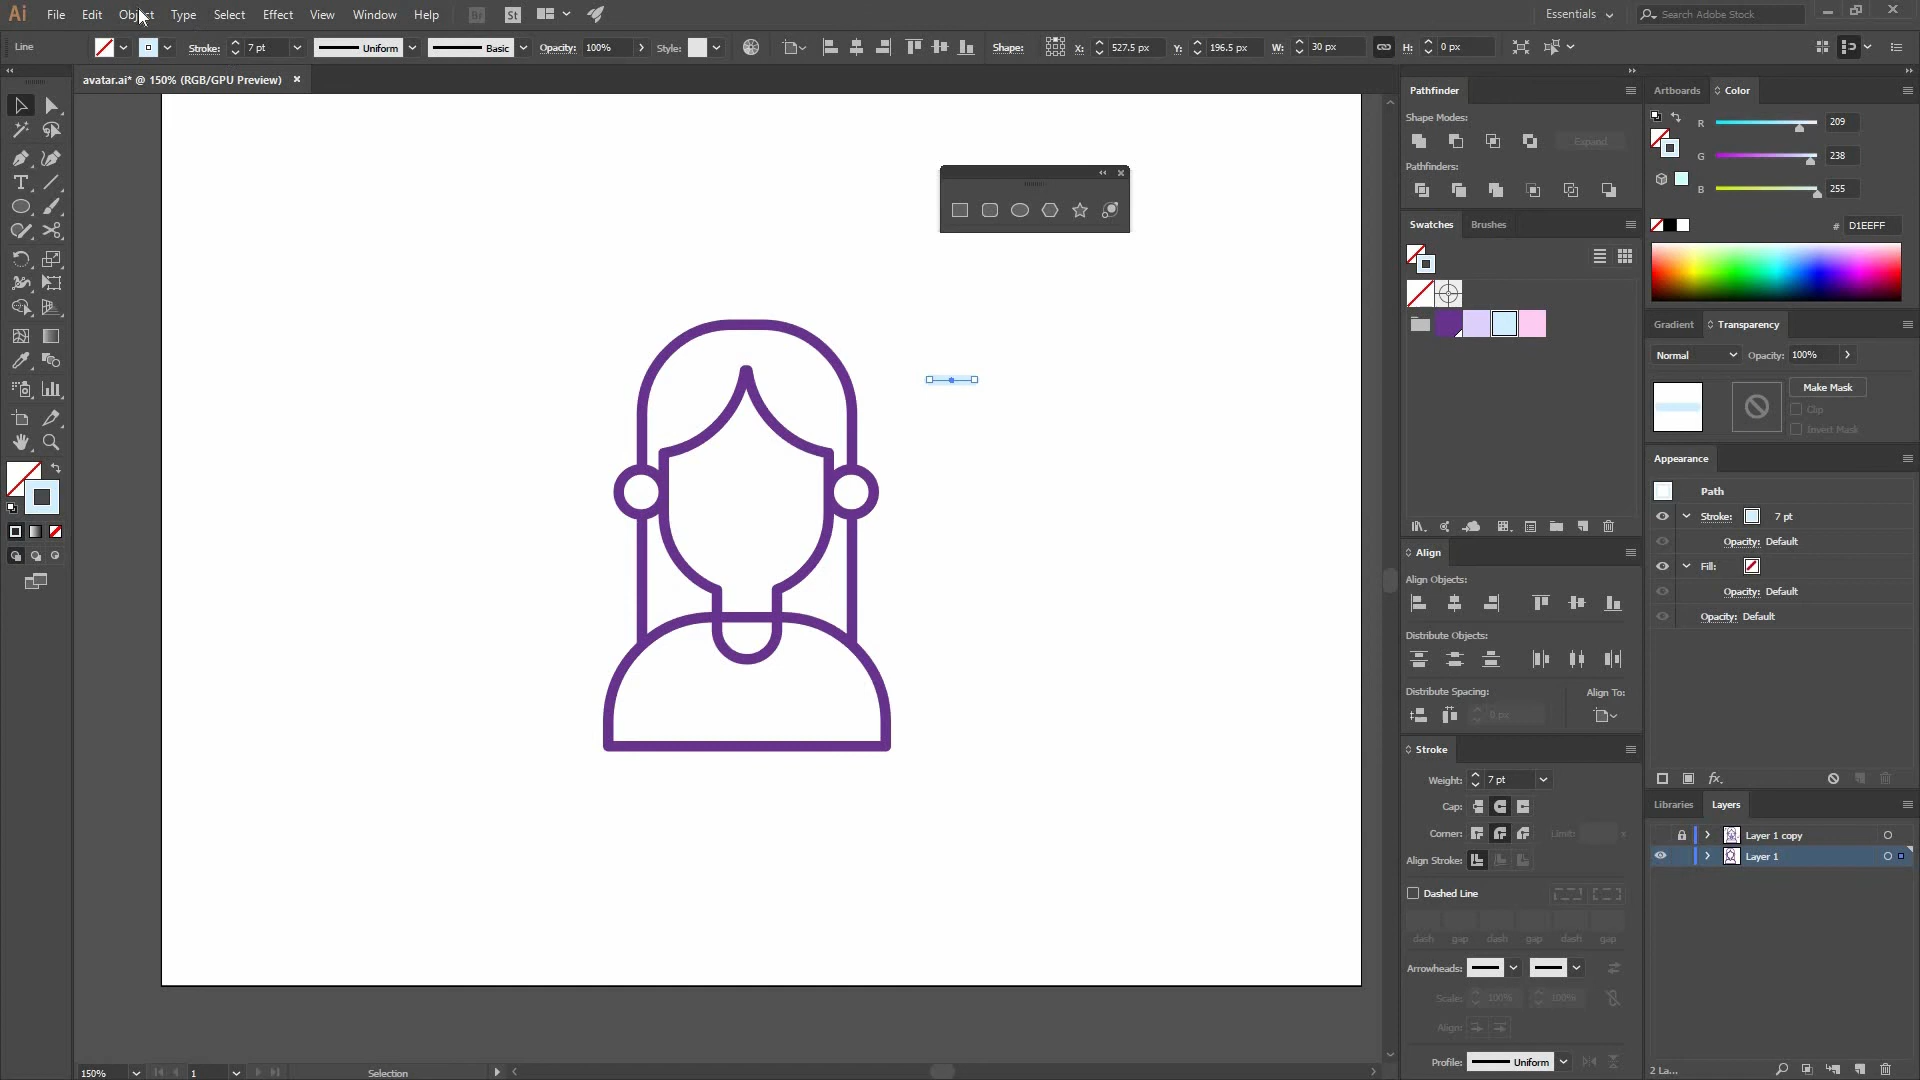 Ai File Edit Object Type Select Effect View Window Help Br St Essentials Search Adobe Stock
Line Stroke: 7 pt Uniform Basic Opacity: 100% Style: Shape: X: 527.5 px Y: 196.5 px W: 30 px H: 0 px
avatar.ai* @ 150% (RGB/GPU Preview)
Pathfinder
Shape Modes:
Expand
Pathfinders:
Swatches Brushes
Align
Align Objects:
Distribute Objects:
Distribute Spacing: Align To:
0 px
Stroke
Weight: 7 pt
Cap:
Corner: Limit:
Align Stroke:
Dashed Line
dash gap dash gap dash gap
Arrowheads:
Scale: 100% 100%
Align:
Profile: Uniform
Artboards Color
R 209
G 238
B 255
# D1EEFF
Gradient Transparency
Normal Opacity: 100%
Make Mask
Clip
Invert Mask
Appearance
Path
Stroke: 7 pt
Opacity: Default
Fill:
Opacity: Default
Opacity: Default
fx.
Libraries Layers
Layer 1 copy
Layer 1
2 La...
150% 1 Selection